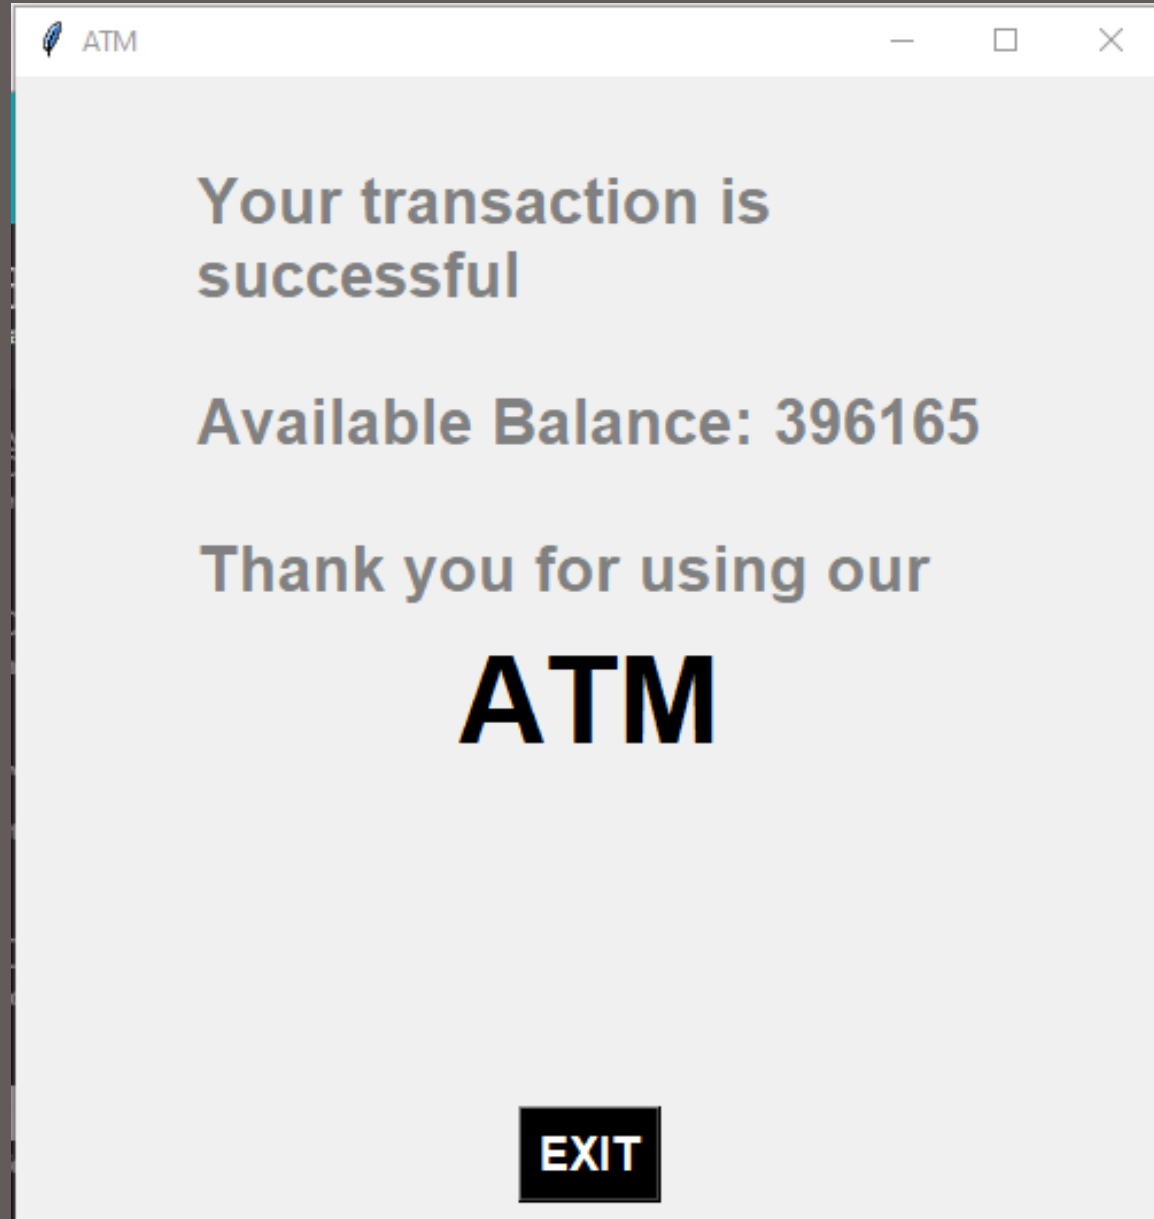 ATM
Your transaction is
successful
Available Balance: 396165
Thank you for using our
ATM
EXIT